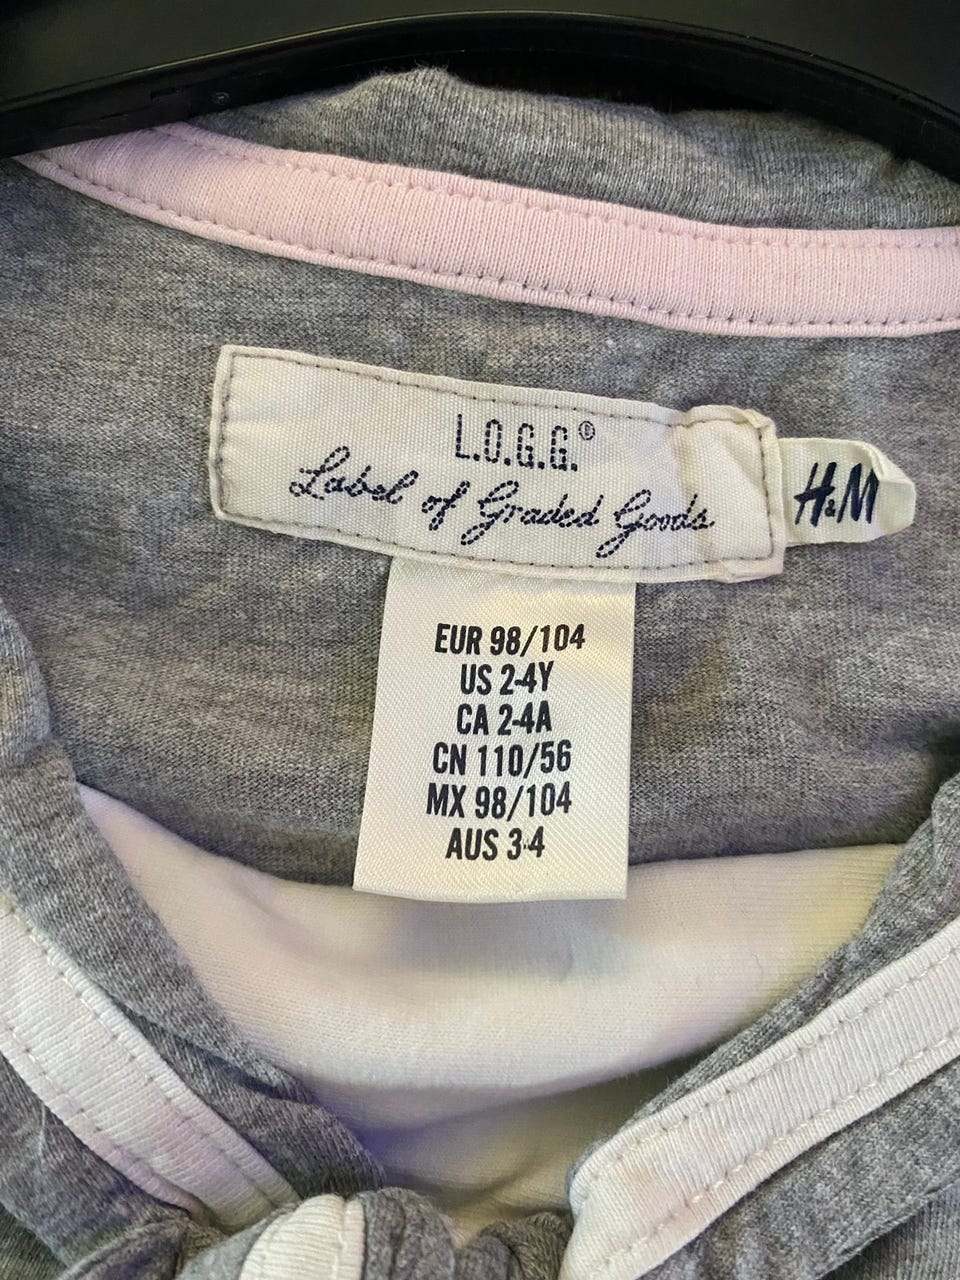 L.O.G.G.®
Label of Graded Goods
H&M
EUR 98/104
US 2-4Y
CA 2-4A
CN 110/56
MX 98/104
AUS 3-4